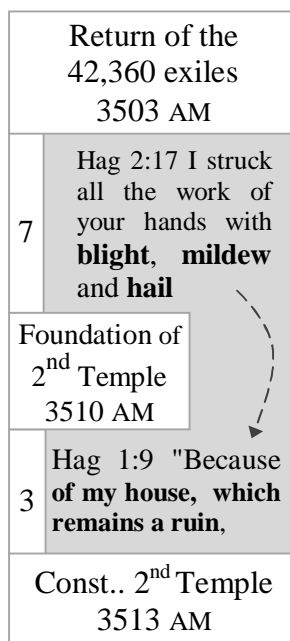 Return of the
42,360 exiles
3503 AM
7
Hag 2:17 I struck
all the work of
your hands with
blight, mildew
and hail
Foundation of
2nd Temple
3510 AM
3
Hag 1:9 "Because
of my house, which
remains a ruin,
Const.. 2nd Temple
3513 AM